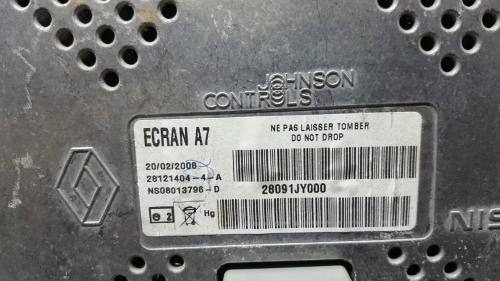 JOHNSON
CONTROLS
ECRAN A7
NE PAS LAISSER TOMBER
DO NOT DROP
20/02/2008
28121404-4-A
NS08013796-D
28091JY000
2
Hg
NIS